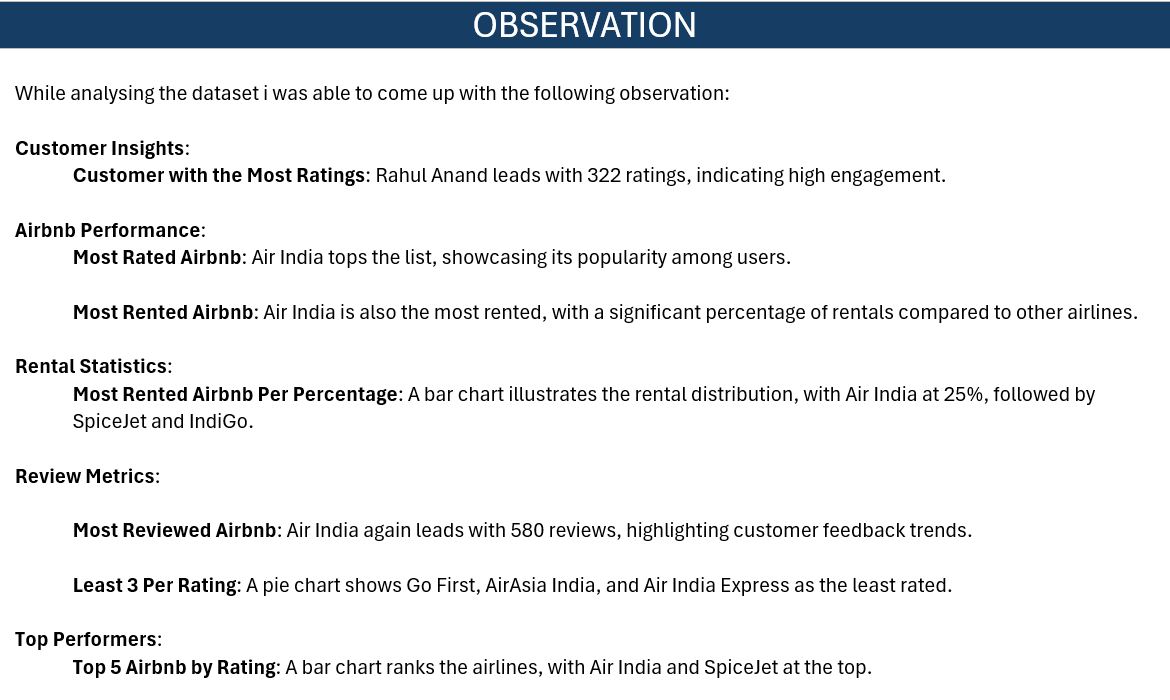 OBSERVATION
While analysing the dataset i was able to come up with the following observation:
Customer Insights:
Customer with the Most Ratings: Rahul Anand leads with 322 ratings, indicating high engagement.
Airbnb Performance:
Most Rated Airbnb: Air India tops the list, showcasing its popularity among users.
Most Rented Airbnb: Air India is also the most rented, with a significant percentage of rentals compared to other airlines.
Rental Statistics:
Most Rented Airbnb Per Percentage: A bar chart illustrates the rental distribution, with Air India at 25%, followed by
SpiceJet and IndiGo.
Review Metrics:
Most Reviewed Airbnb: Air India again leads with 580 reviews, highlighting customer feedback trends.
Least 3 Per Rating: A pie chart shows Go First, AirAsia India, and Air India Express as the least rated.
Top Performers:
Top 5 Airbnb by Rating: A bar chart ranks the airlines, with Air India and SpiceJet at the top.